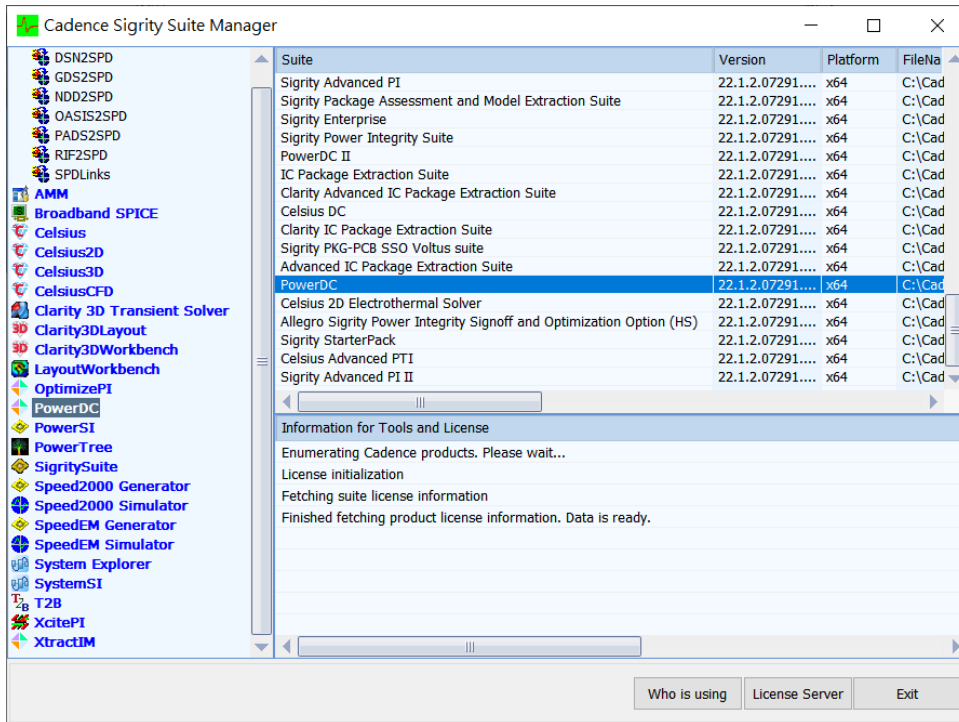 Cadence Sigrity Suite Manager
DSN2SPD
GDS2SPD
NDD2SPD
OASIS2SPD
PADS2SPD
RIF2SPD
SPDLinks
AMM
Broadband SPICE
Celsius
Celsius2D
Celsius3D
CelsiusCFD
Clarity 3D Transient Solver
Clarity3DLayout
Clarity3DWorkbench
LayoutWorkbench
OptimizePI
PowerDC
PowerSI
PowerTree
SigritySuite
Speed2000 Generator
Speed2000 Simulator
SpeedEM Generator
SpeedEM Simulator
System Explorer
SystemSI
T2B
XcitePI
XtractIM
Suite Version Platform FileNa
Sigrity Advanced PI 22.1.2.07291.... x64 C:\Cad
Sigrity Package Assessment and Model Extraction Suite 22.1.2.07291.... x64 C:\Cad
Sigrity Enterprise 22.1.2.07291.... x64 C:\Cad
Sigrity Power Integrity Suite 22.1.2.07291.... x64 C:\Cad
PowerDC II 22.1.2.07291.... x64 C:\Cad
IC Package Extraction Suite 22.1.2.07291.... x64 C:\Cad
Clarity Advanced IC Package Extraction Suite 22.1.2.07291.... x64 C:\Cad
Celsius DC 22.1.2.07291.... x64 C:\Cad
Clarity IC Package Extraction Suite 22.1.2.07291.... x64 C:\Cad
Sigrity PKG-PCB SSO Voltus suite 22.1.2.07291.... x64 C:\Cad
Advanced IC Package Extraction Suite 22.1.2.07291.... x64 C:\Cad
PowerDC 22.1.2.07291.... x64 C:\Cad
Celsius 2D Electrothermal Solver 22.1.2.07291.... x64 C:\Cad
Allegro Sigrity Power Integrity Signoff and Optimization Option (HS) 22.1.2.07291.... x64 C:\Cad
Sigrity StarterPack 22.1.2.07291.... x64 C:\Cad
Celsius Advanced PTI 22.1.2.07291.... x64 C:\Cad
Sigrity Advanced PI II 22.1.2.07291.... x64 C:\Cad
Information for Tools and License
Enumerating Cadence products. Please wait...
License initialization
Fetching suite license information
Finished fetching product license information. Data is ready.
Who is using License Server Exit